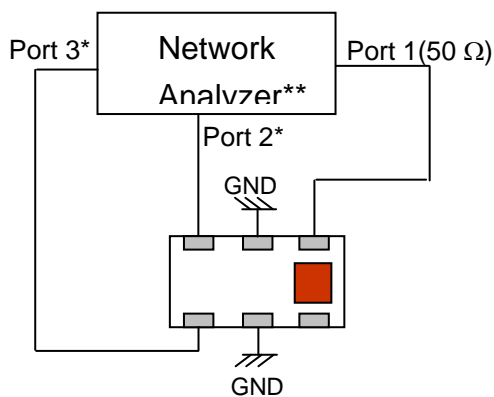 Port 3*
Network
Analyzer**
Port 1(50 Ω)
Port 2*
GND
GND